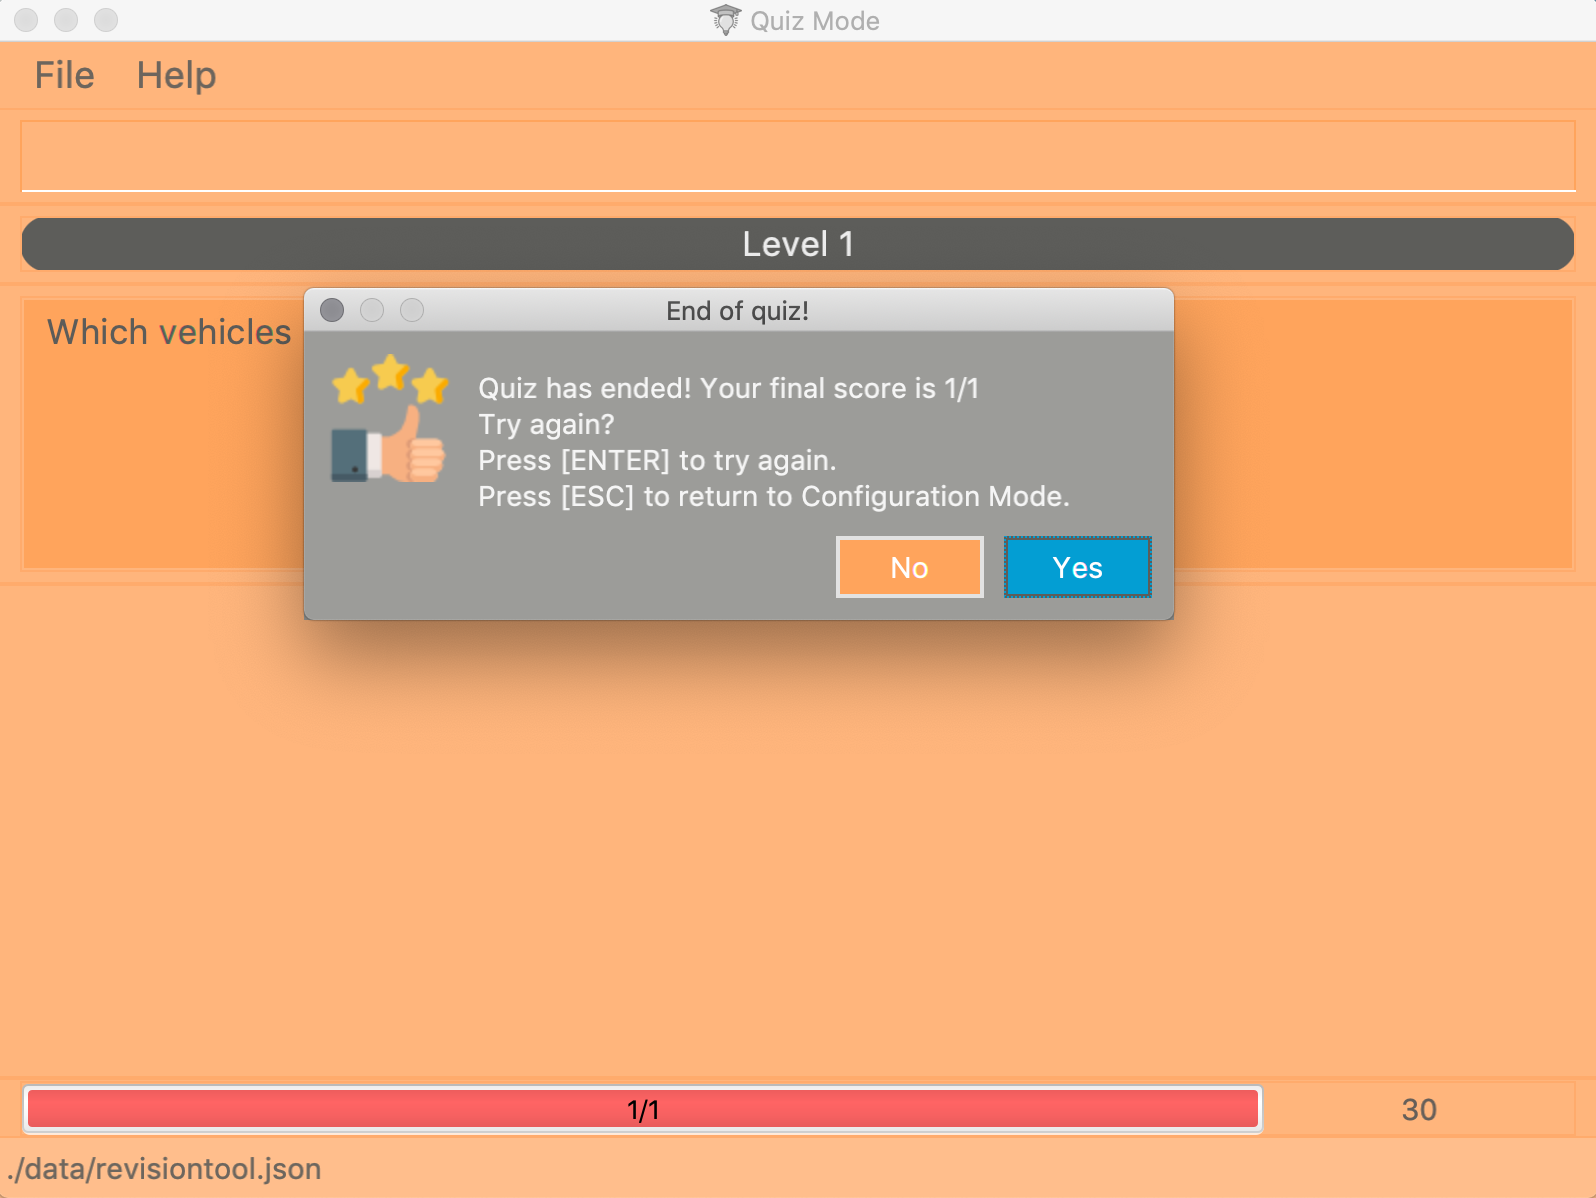 Quiz Mode
File Help
Level 1
Which vehicles
End of quiz!
Quiz has ended! Your final score is 1/1
Try again?
Press [ENTER] to try again.
Press [ESC] to return to Configuration Mode.
No Yes
1/1 30
./data/revisiontool.json